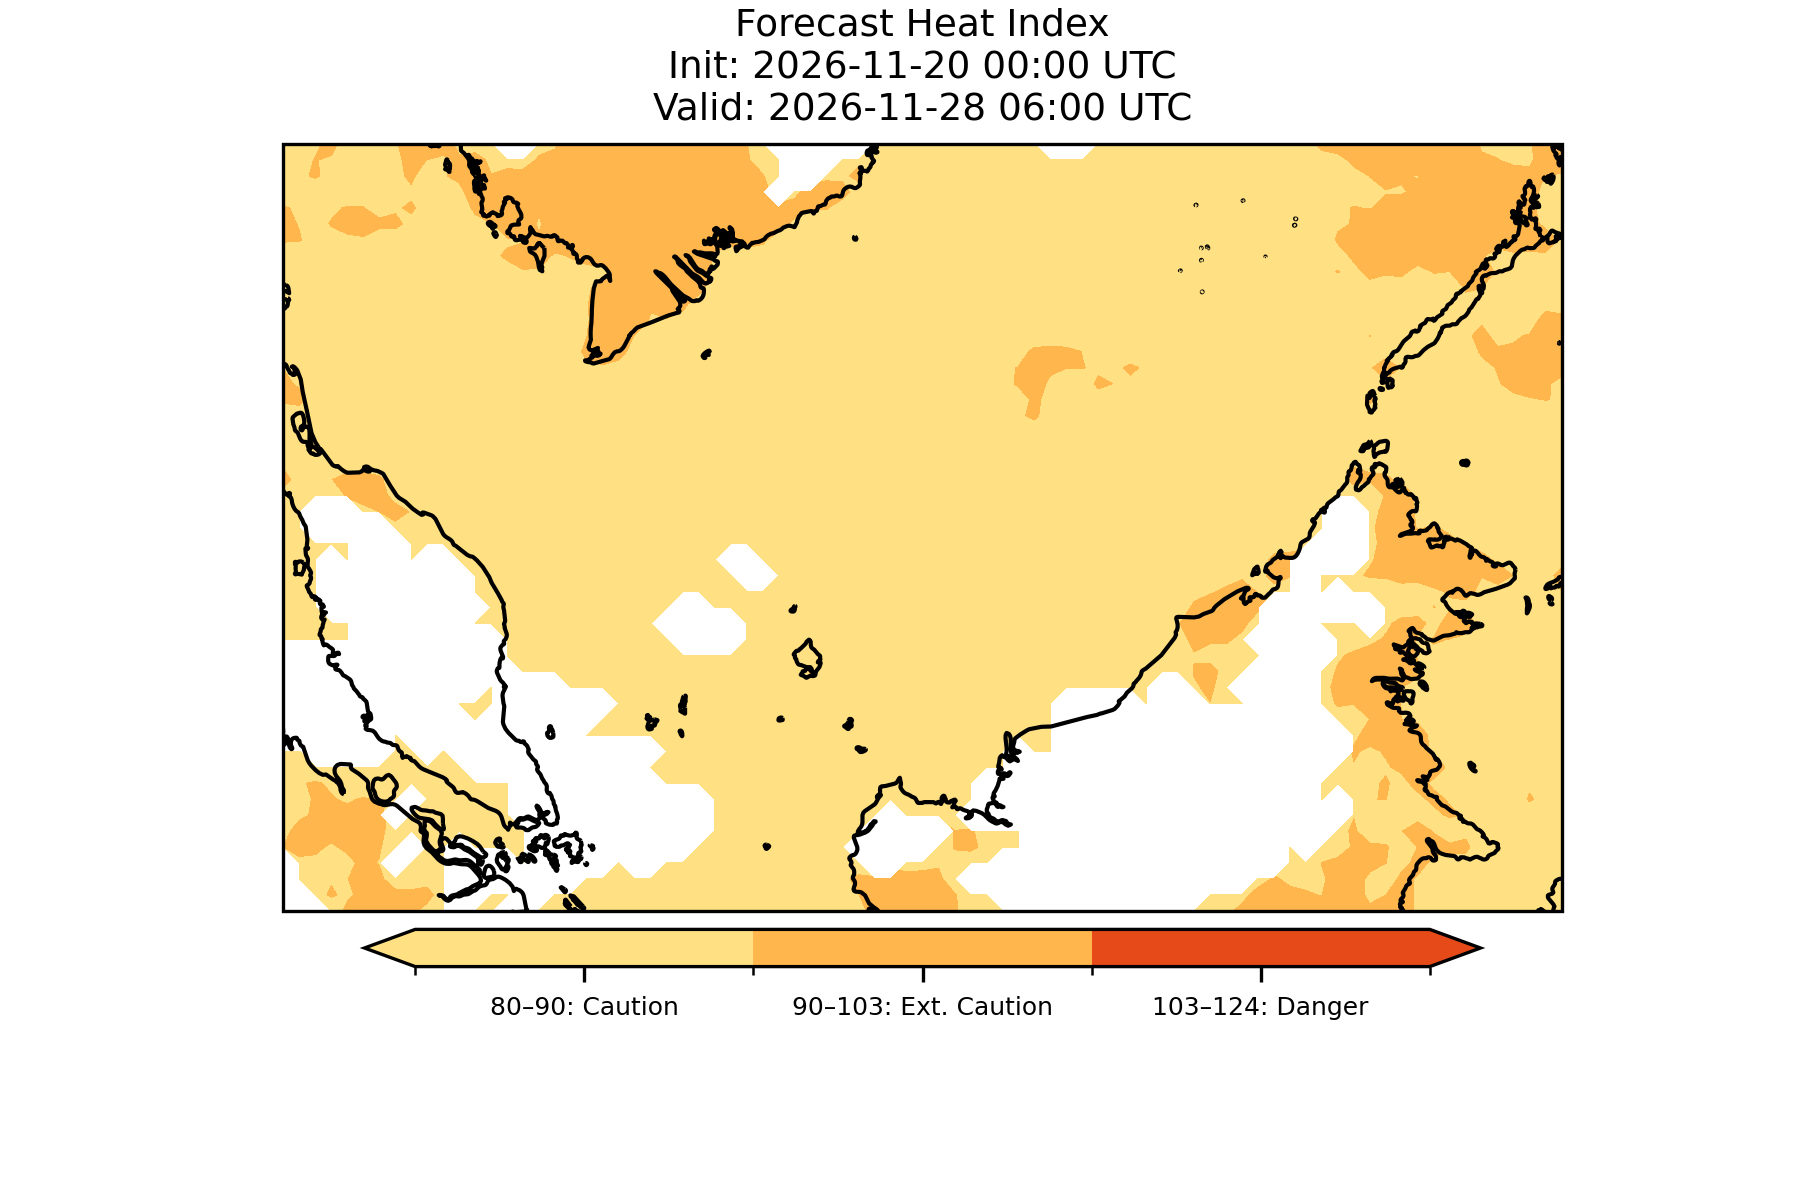 Forecast Heat Index
Init: 2026-11-20 00:00 UTC
Valid: 2026-11-28 06:00 UTC
80–90: Caution
90–103: Ext. Caution
103–124: Danger